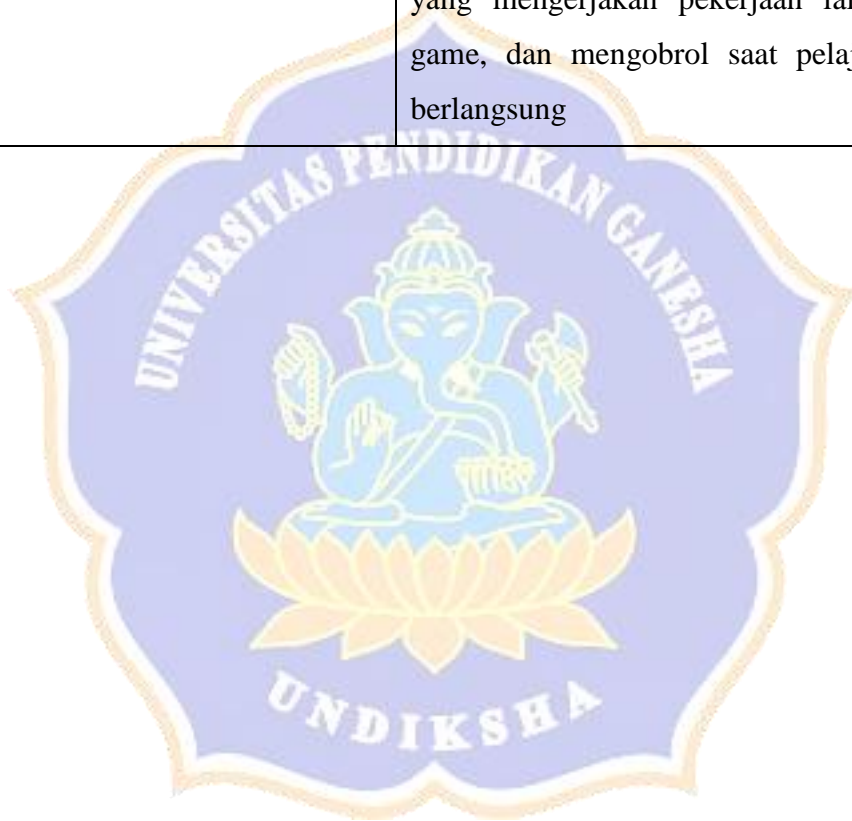 yang mengerjakan pekerjaan
game, dan mengobrol saat
berlangsung
UNIVERSITAS PENDIDIKAN GANESHA
UNDIKSHA